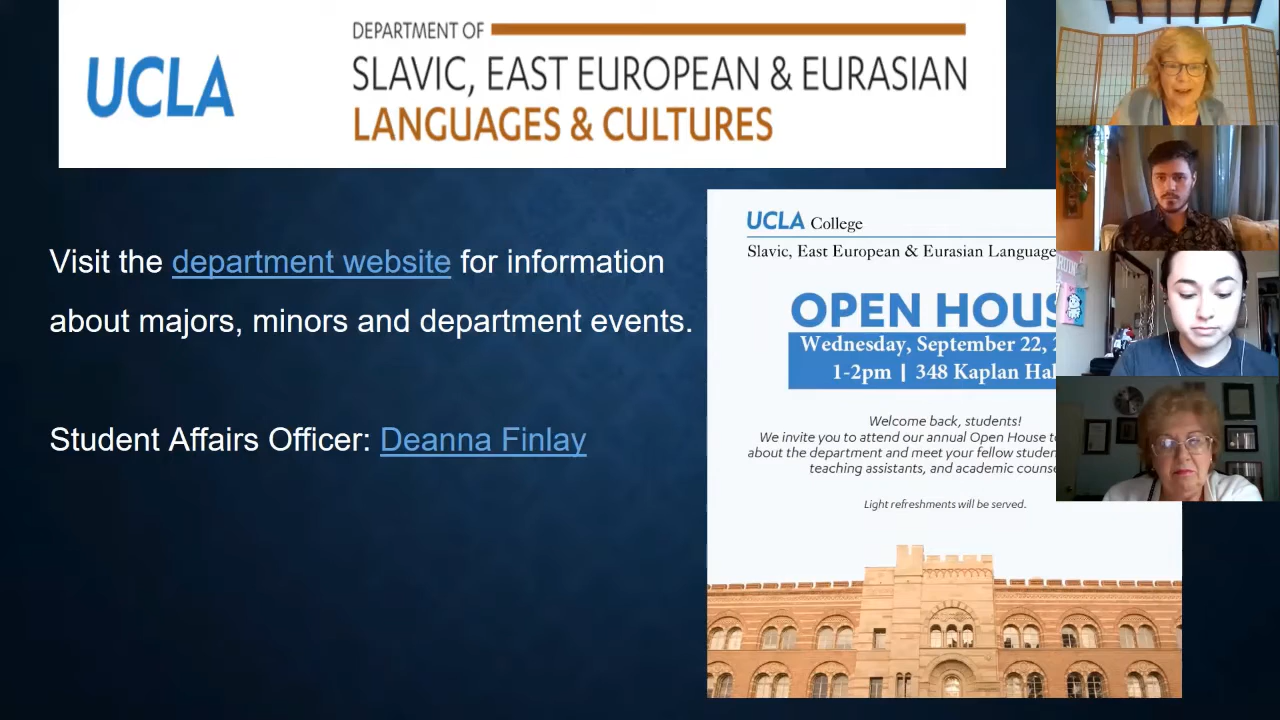 UCLA
DEPARTMENT OF
SLAVIC, EAST EUROPEAN & EURASIAN
LANGUAGES & CULTURES
Visit the department website for information
about majors, minors and department events.
Student Affairs Officer: Deanna Finlay
UCLA College
Slavic, East European & Eurasian Language
OPEN HOUS
Wednesday, September 22, 2
1-2pm | 348 Kaplan Hal
Welcome back, students!
We invite you to attend our annual Open House to
about the department and meet your fellow studen
teaching assistants, and academic counse
Light refreshments will be served.